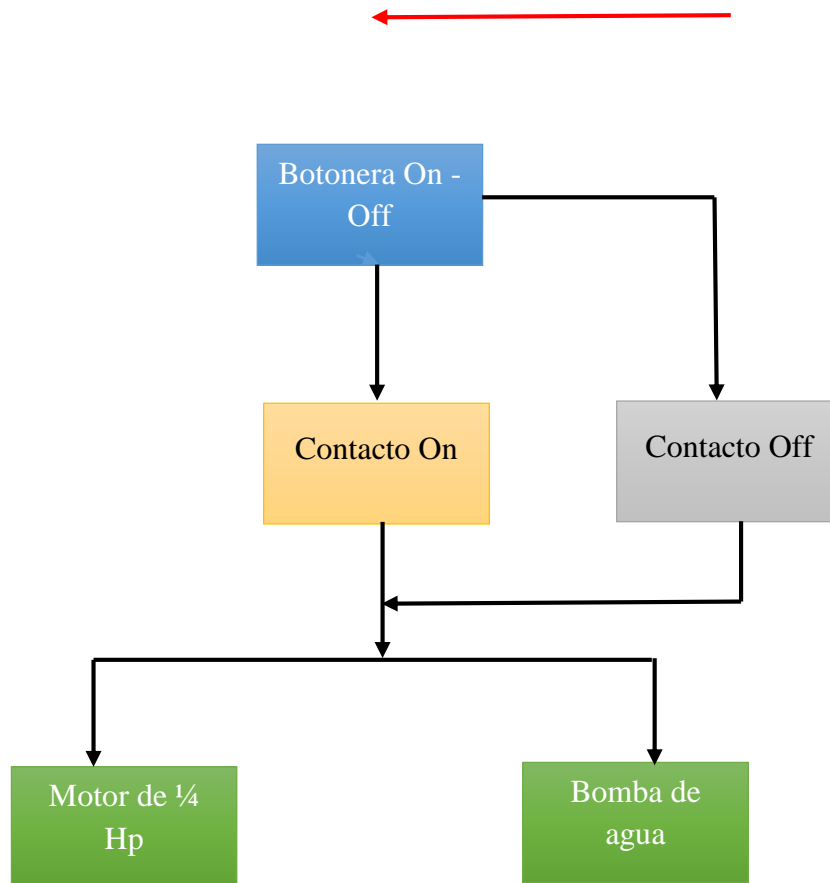 Botonera On -
Off
Contacto On
Contacto Off
Motor de ¼
Hp
Bomba de
agua